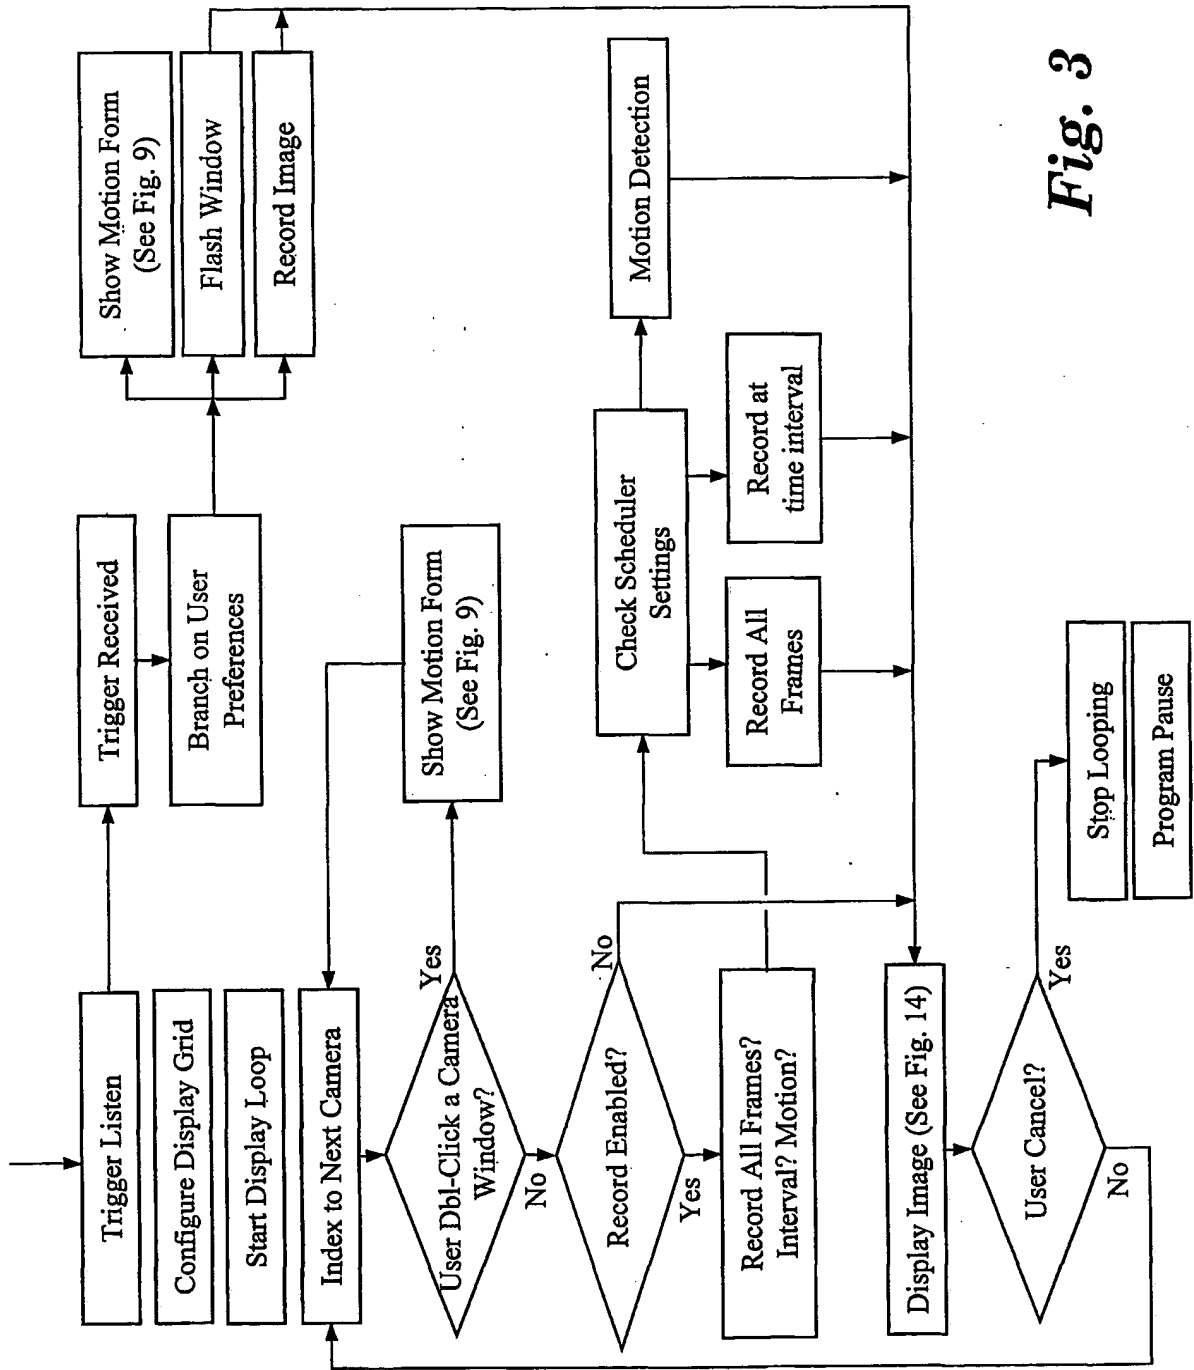 Trigger Listen
Configure Display Grid
Start Display Loop
Index to Next Camera
User Dbl-Click a Camera
Window?
Yes
No
Record Enabled?
No
Yes
Record All Frames?
Interval? Motion?
Display Image (See Fig. 14)
User Cancel?
Yes
No
Trigger Received
Branch on User
Preferences
Show Motion Form
(See Fig. 9)
Check Scheduler
Settings
Record All
Frames
Record at
time interval
Stop Looping
Program Pause
Show Motion Form
(See Fig. 9)
Flash Window
Record Image
Motion Detection
Fig. 3